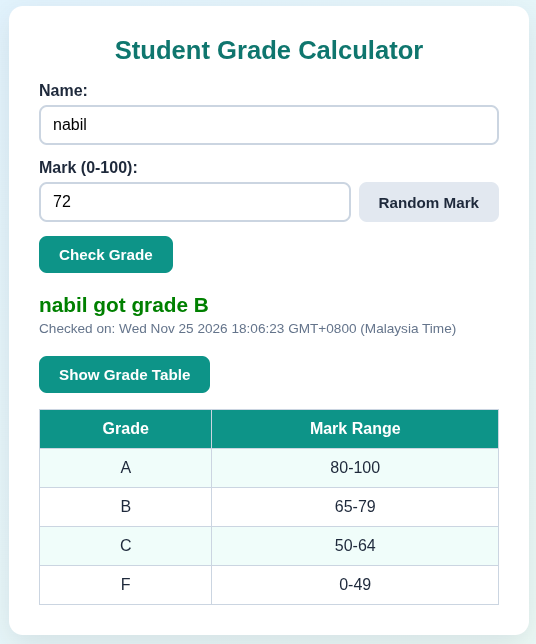 Student Grade Calculator
Name:
nabil
Mark (0-100):
72
Random Mark
Check Grade
nabil got grade B
Checked on: Wed Nov 25 2026 18:06:23 GMT+0800 (Malaysia Time)
Show Grade Table
Grade Mark Range
A 80-100
B 65-79
C 50-64
F 0-49